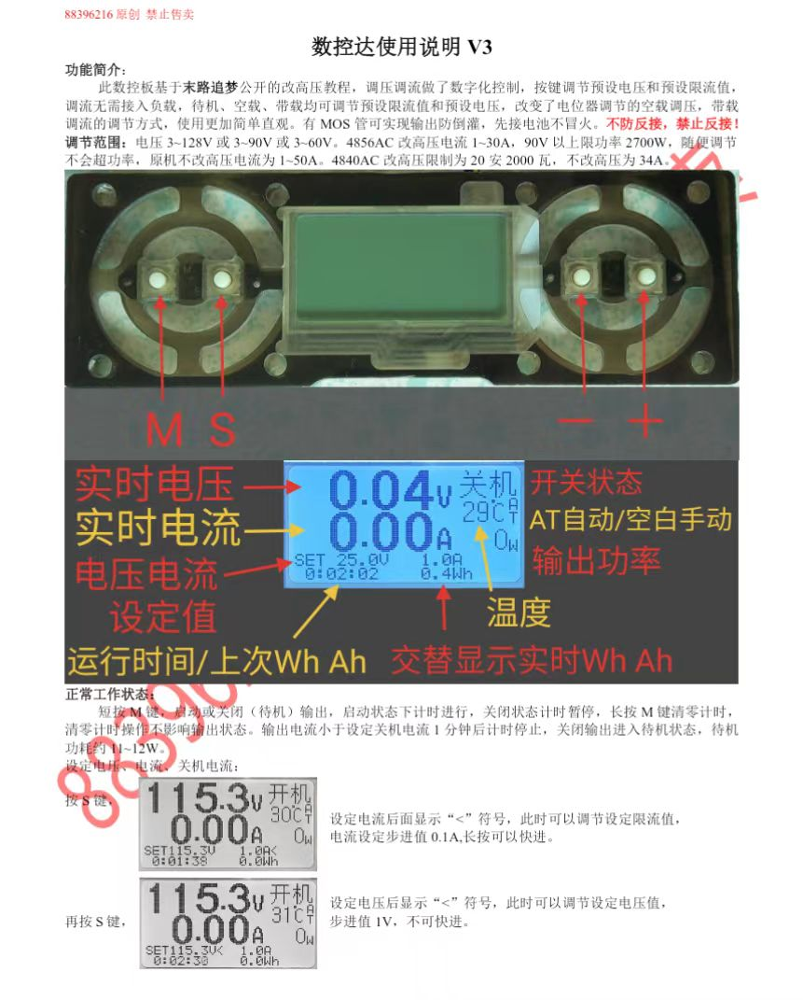 88396216 原创 禁止售卖
数控达使用说明 V3
功能简介：
此数控板基于末路追梦公开的改高压教程，调压调流做了数字化控制，按键调节预设电压和预设限流值，
调流无需接入负载，待机、空载、带载均可调节预设限流值和预设电压，改变了电位器调节的空载调压，带载
调流的调节方式，使用更加简单直观。有 MOS 管可实现输出防倒灌，先接电池不冒火。不防反接，禁止反接！
调节范围：电压 3~128V 或 3~90V 或 3~60V。4856AC 改高压电流 1~30A，90V 以上限功率 2700W，随便调节
不会超功率，原机不改高压电流为 1~50A。4840AC 改高压限制为 20 安 2000 瓦，不改高压为 34A。
M S － ＋
实时电压 0.04V 关机 开关状态
实时电流 0.00A 29℃ AT AT自动/空白手动
0W 输出功率
电压电流 SET 25.0V 1.0A
0:02:02 0.4Wh
设定值 温度
运行时间/上次Wh Ah 交替显示实时Wh Ah
正常工作状态：
短按 M 键，启动或关闭（待机）输出，启动状态下计时进行，关闭状态计时暂停，长按 M 键清零计时，
清零计时操作不影响输出状态。输出电流小于设定关机电流 1 分钟后计时停止，关闭输出进入待机状态，待机
功耗约 11~12W。
设定电压、电流、关机电流：
按 S 键，
115.3V 开机
30℃ AT
0.00A 0W
SET115.3V 1.0A<
0:01:38 0.0Wh
设定电流后面显示“<”符号，此时可以调节设定限流值，
电流设定步进值 0.1A,长按可以快进。
再按 S 键，
115.3V 开机
31℃ AT
0.00A 0W
SET115.3V< 1.0A
0:02:30 0.0Wh
设定电压后显示“<”符号，此时可以调节设定电压值，
步进值 1V，不可快进。